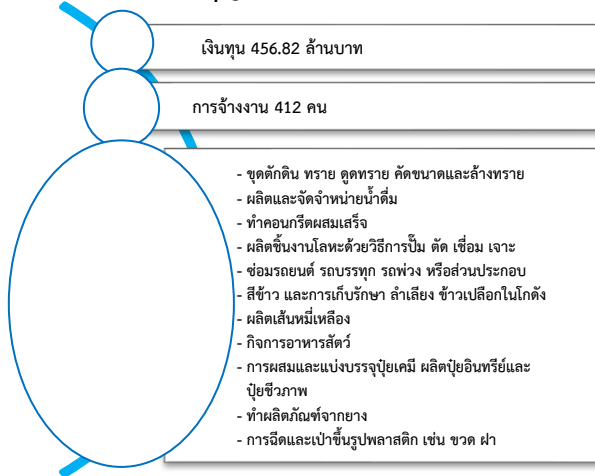 เงินทุน 456.82 ล้านบาท
การจ้างงาน 412 คน
- ขุดตักดิน ทราย ดูดทราย คัดขนาดและล้างทราย
- ผลิตและจัดจำหน่ายน้ำดื่ม
- ทำคอนกรีตผสมเสร็จ
- ผลิตชิ้นงานโลหะด้วยวิธีการปั๊ม ตัด เชื่อม เจาะ
- ซ่อมรถยนต์ รถบรรทุก รถพ่วง หรือส่วนประกอบ
- สีข้าว และการเก็บรักษา ลำเลียง ข้าวเปลือกในโกดัง
- ผลิตเส้นหมี่เหลือง
- กิจการอาหารสัตว์
- การผสมและแบ่งบรรจุปุ๋ยเคมี ผลิตปุ๋ยอินทรีย์และ
ปุ๋ยชีวภาพ
- ทำผลิตภัณฑ์จากยาง
- การฉีดและเป่าขึ้นรูปพลาสติก เช่น ขวด ฝา